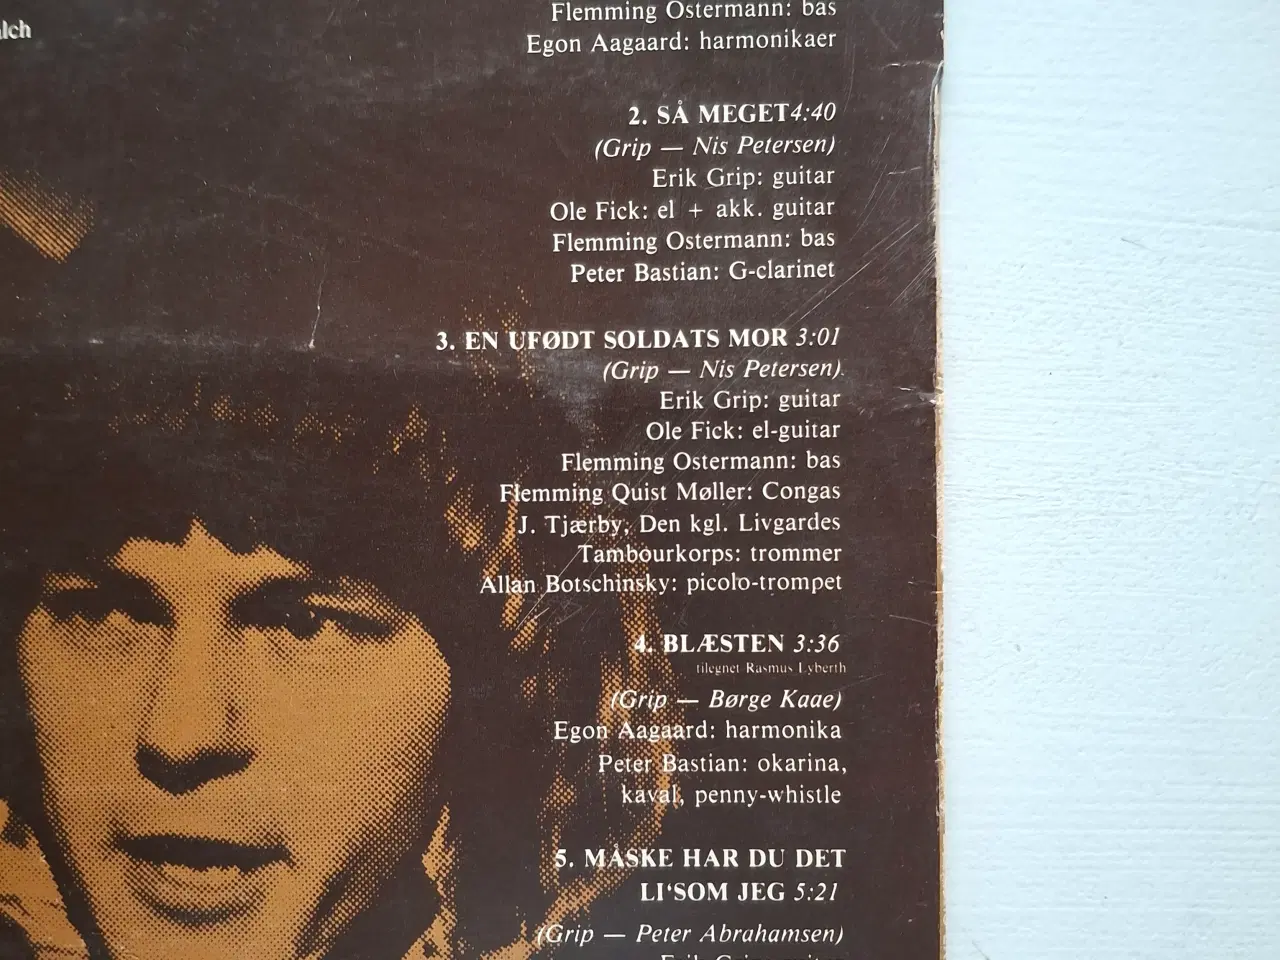 Flemming Ostermann: bas
Egon Aagaard: harmonikaer
2. SÅ MEGET 4:40
(Grip — Nis Petersen)
Erik Grip: guitar
Ole Fick: el + akk. guitar
Flemming Ostermann: bas
Peter Bastian: G-clarinet
3. EN UFØDT SOLDATS MOR 3:01
(Grip — Nis Petersen).
Erik Grip: guitar
Ole Fick: el-guitar
Flemming Ostermann: bas
Flemming Quist Møller: Congas
J. Tjærby, Den kgl. Livgardes
Tambourkorps: trommer
Allan Botschinsky: picolo-trompet
4. BLÆSTEN 3:36
tilegnet Rasmus Lyberth
(Grip — Børge Kaae)
Egon Aagaard: harmonika
Peter Bastian: okarina,
kaval, penny-whistle
5. MÅSKE HAR DU DET
LI‘SOM JEG 5:21
(Grip — Peter Abrahamsen)